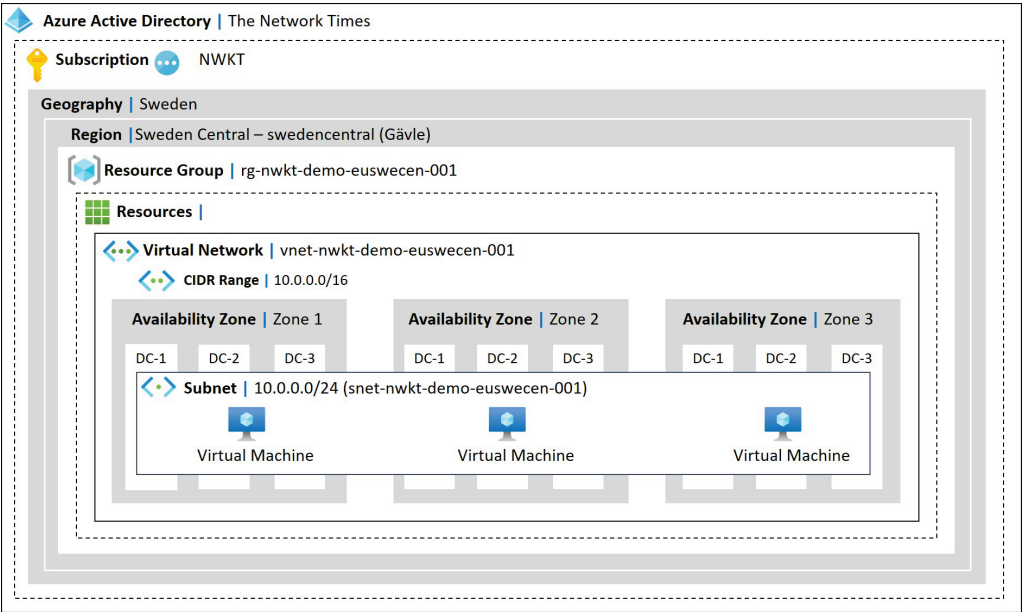 Azure Active Directory | The Network Times
Subscription NWKT
Geography | Sweden
Region | Sweden Central – swedencentral (Gävle)
Resource Group | rg-nwkt-demo-euswecen-001
Resources |
Virtual Network | vnet-nwkt-demo-euswecen-001
CIDR Range | 10.0.0.0/16
Availability Zone | Zone 1 Availability Zone | Zone 2 Availability Zone | Zone 3
DC-1 DC-2 DC-3 DC-1 DC-2 DC-3 DC-1 DC-2 DC-3
Subnet | 10.0.0.0/24 (snet-nwkt-demo-euswecen-001)
Virtual Machine Virtual Machine Virtual Machine